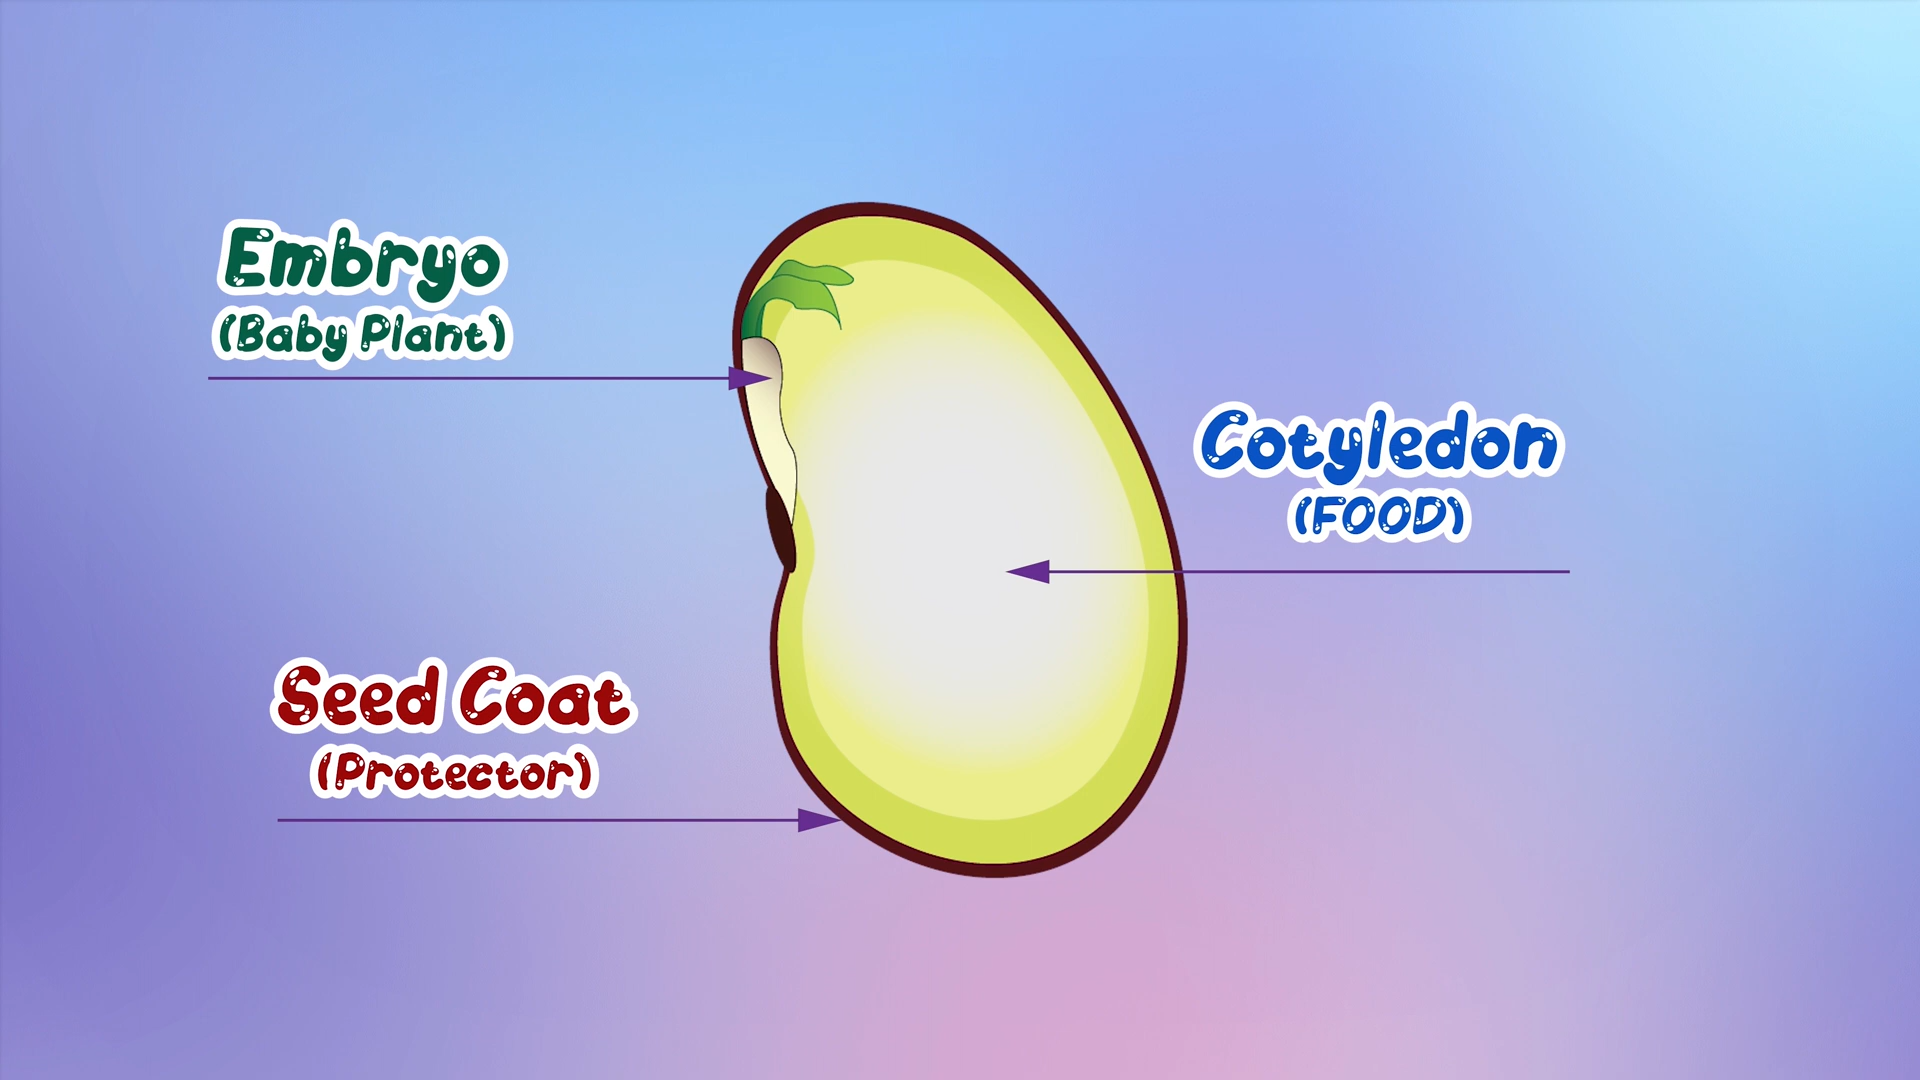 Embryo
(Baby Plant)
Cotyledon
(FOOD)
Seed Coat
(Protector)